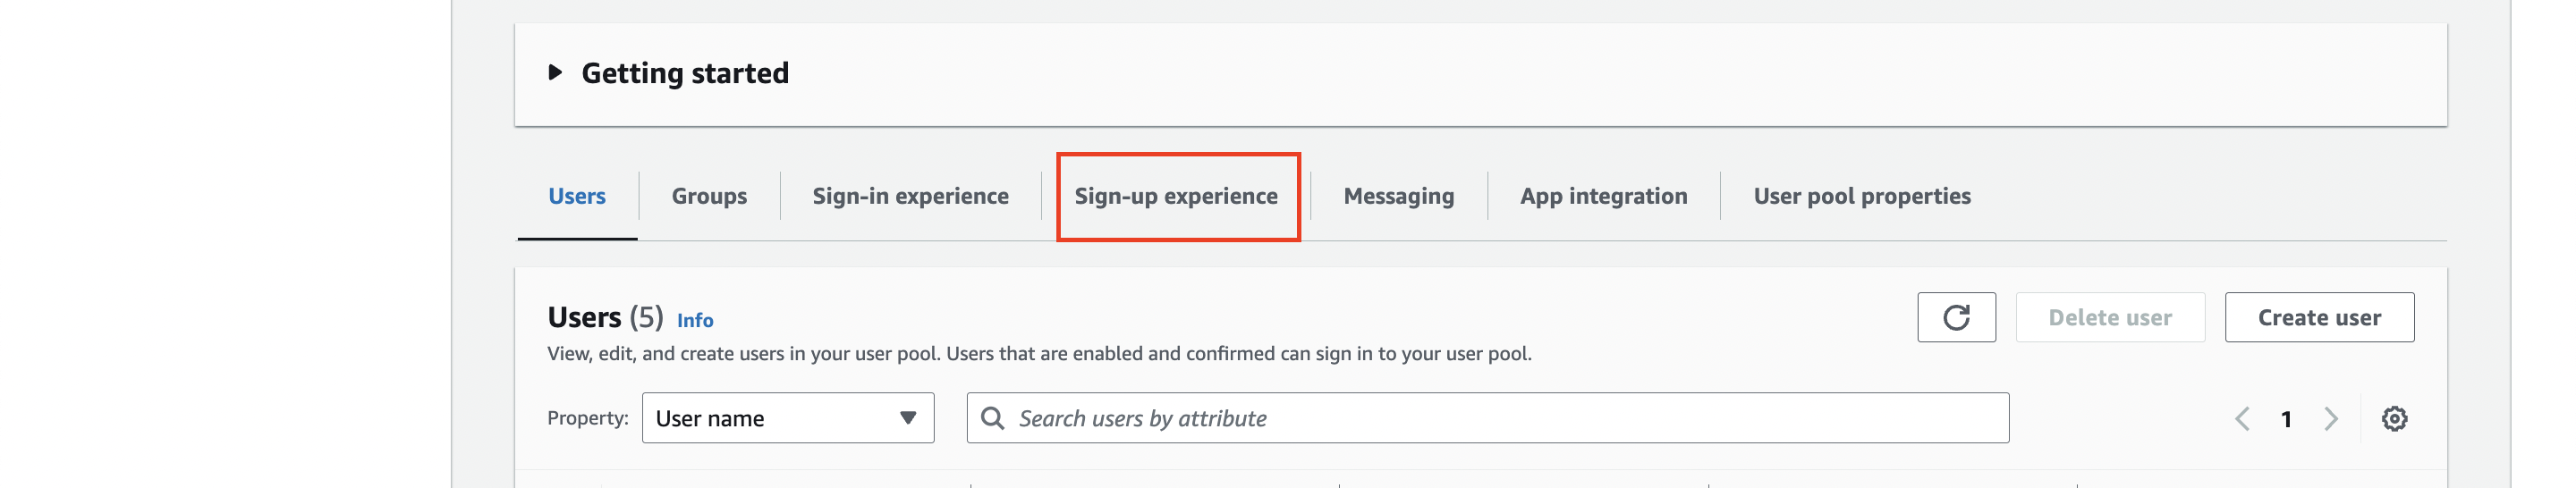 Getting started
Users Groups Sign-in experience Sign-up experience Messaging App integration User pool properties
Users (5) Info
Delete user Create user
View, edit, and create users in your user pool. Users that are enabled and confirmed can sign in to your user pool.
Property: User name Search users by attribute 1